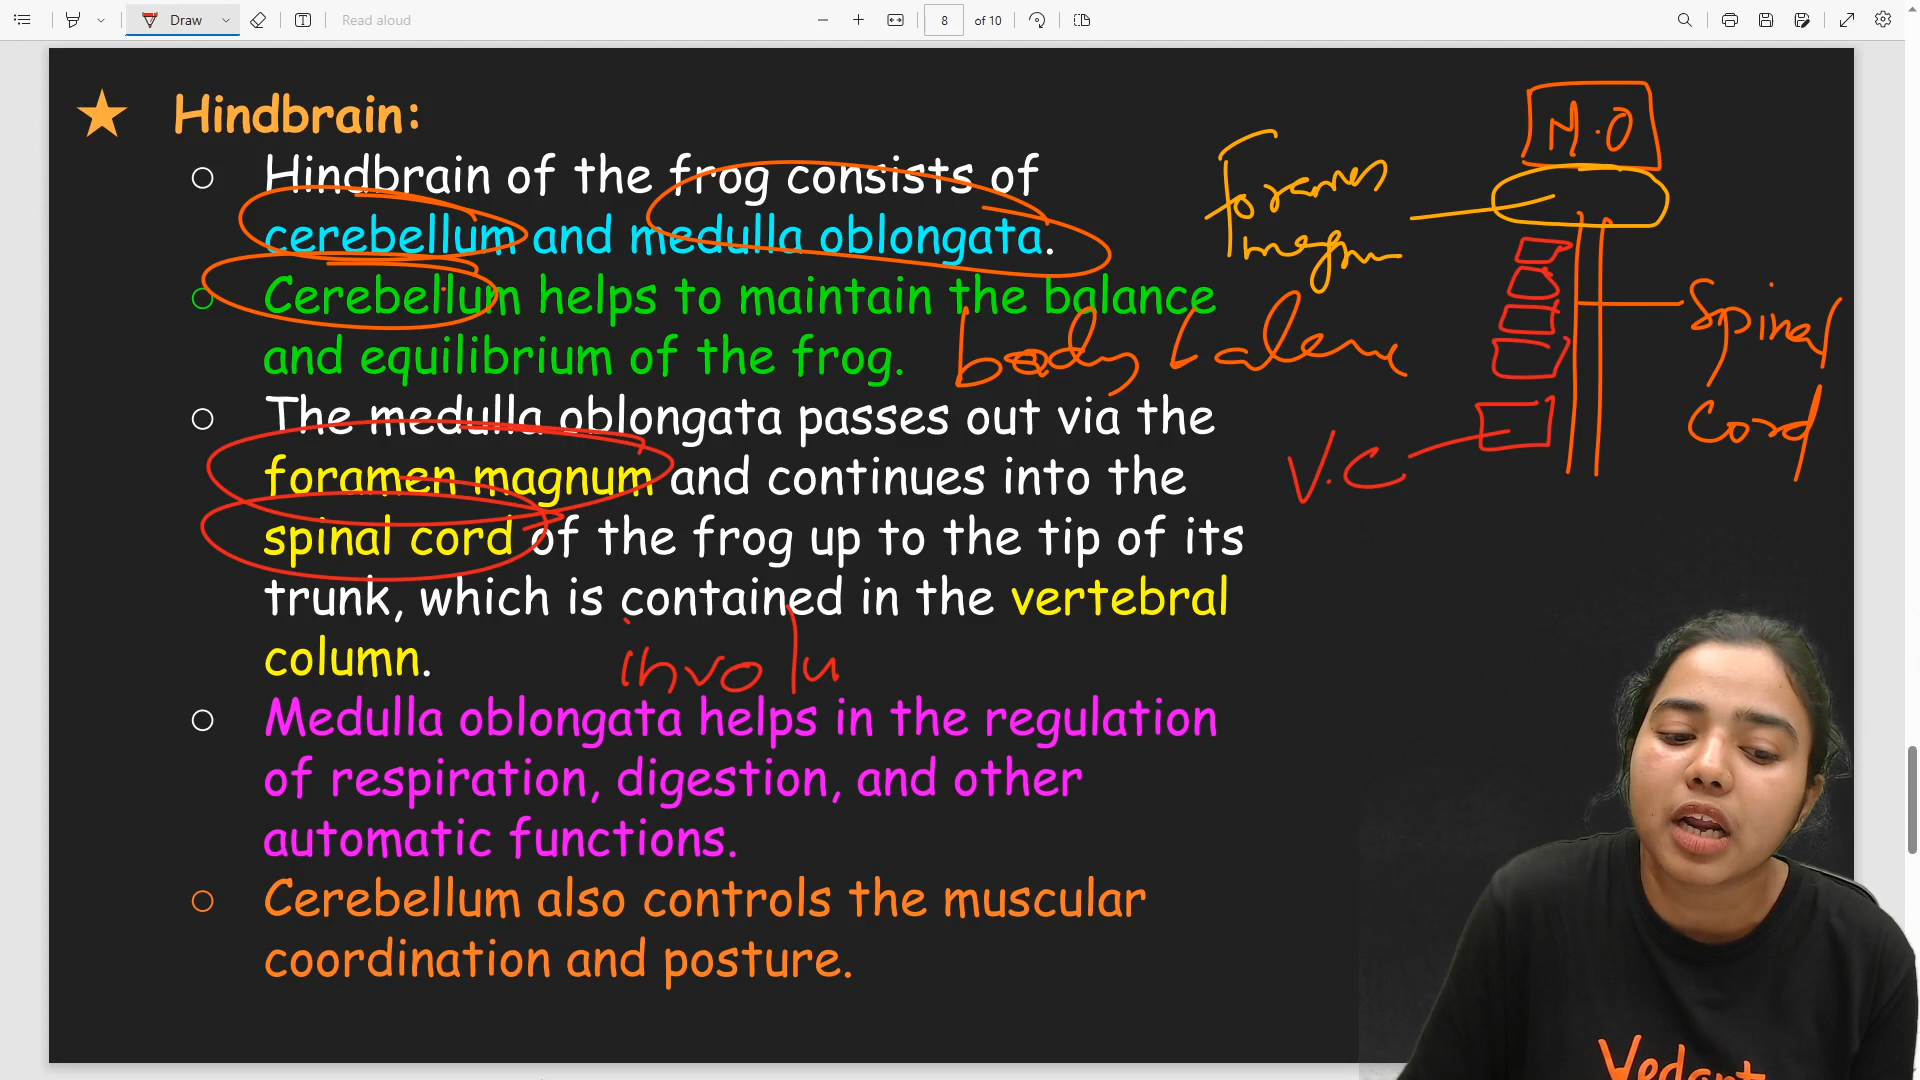 Draw
Read aloud
8 of 10
Hindbrain:
Hindbrain of the frog consists of
cerebellum and medulla oblongata.
Cerebellum helps to maintain the balance
and equilibrium of the frog.
The medulla oblongata passes out via the
foramen magnum and continues into the
spinal cord of the frog up to the tip of its
trunk, which is contained in the vertebral
column.
Medulla oblongata helps in the regulation
of respiration, digestion, and other
automatic functions.
Cerebellum also controls the muscular
coordination and posture.
M.O
Foramen
body
Spinal
Cord
V.C
involu